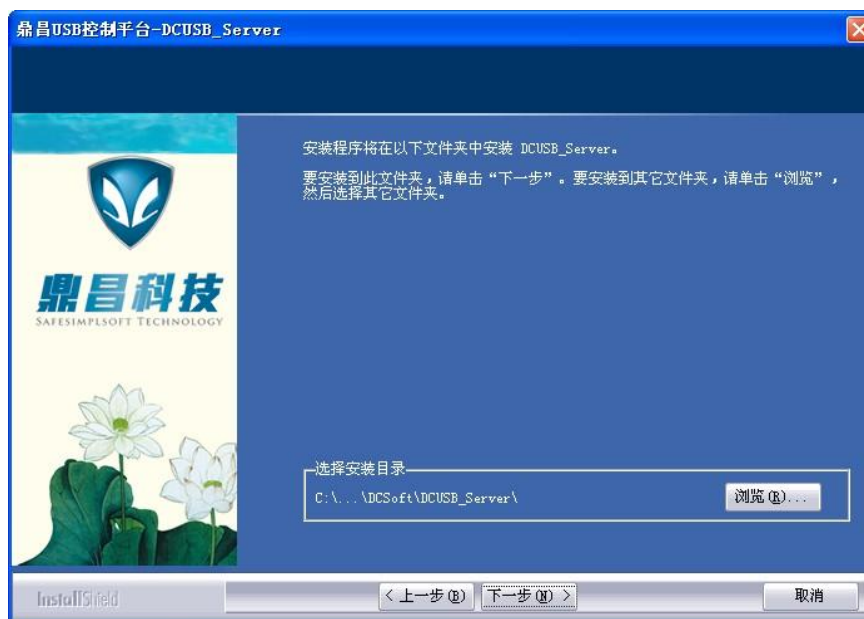 鼎昌USB控制平台-DCUSB_Server
鼎昌科技
SAFESIMPLSOFT TECHNOLOGY
安装程序将在以下文件夹中安装 DCUSB_Server。
要安装到此文件夹，请单击“下一步”。要安装到其它文件夹，请单击“浏览”，
然后选择其它文件夹。
选择安装目录
C:\...\DCSoft\DCUSB_Server\
浏览(R)...
InstallShield
< 上一步(B)
下一步(N) >
取消